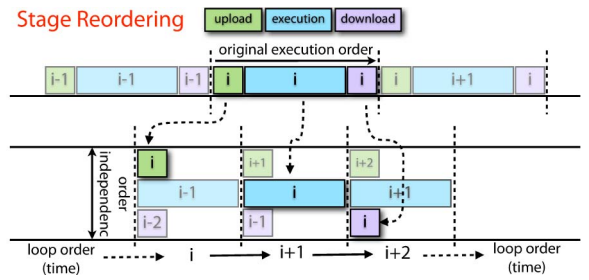 Stage Reordering
upload execution download
original execution order
i-1 i-1 i-1 i i i i i+1 i
i i+1 i+2
i-1 i i+1
i-2 i-1 i
order
independenc
loop order
(time)
i i+1 i+2
loop order
(time)